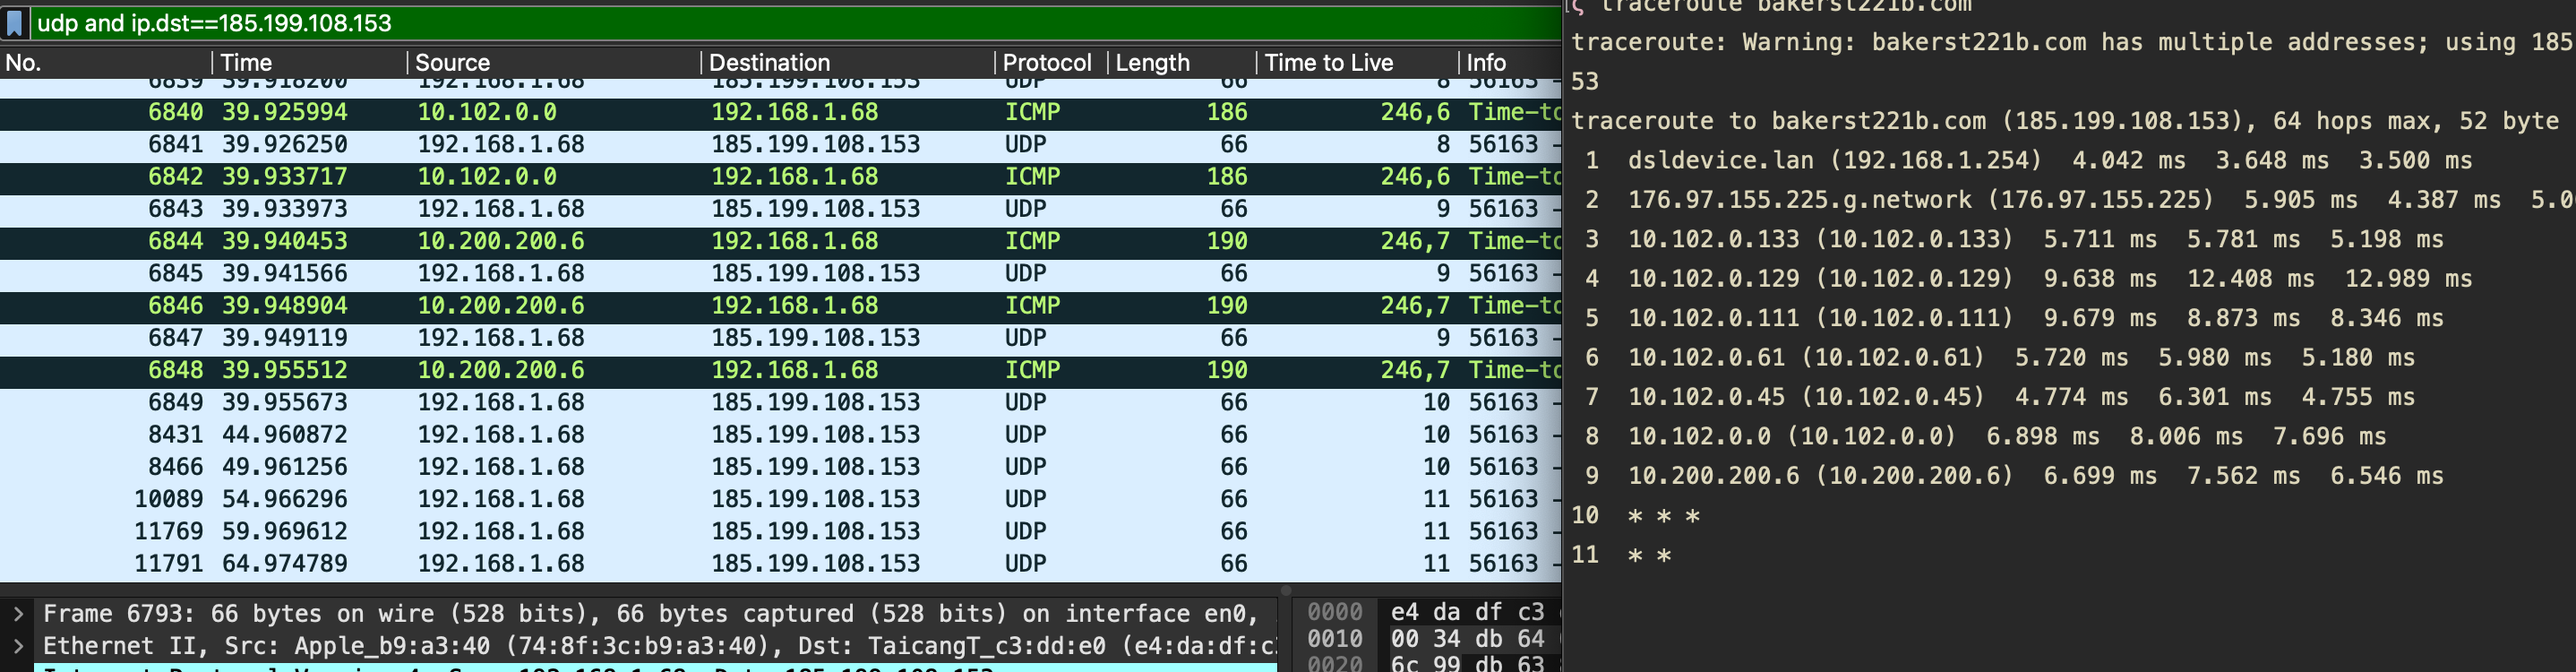 udp and ip.dst==185.199.108.153
No. Time Source Destination Protocol Length Time to Live Info
6839 39.918200 192.168.1.68 185.199.108.153 UDP 66 8 56163
6840 39.925994 10.102.0.0 192.168.1.68 ICMP 186 246,6 Time-to
6841 39.926250 192.168.1.68 185.199.108.153 UDP 66 8 56163 →
6842 39.933717 10.102.0.0 192.168.1.68 ICMP 186 246,6 Time-to
6843 39.933973 192.168.1.68 185.199.108.153 UDP 66 9 56163 →
6844 39.940453 10.200.200.6 192.168.1.68 ICMP 190 246,7 Time-to
6845 39.941566 192.168.1.68 185.199.108.153 UDP 66 9 56163 →
6846 39.948904 10.200.200.6 192.168.1.68 ICMP 190 246,7 Time-to
6847 39.949119 192.168.1.68 185.199.108.153 UDP 66 9 56163 →
6848 39.955512 10.200.200.6 192.168.1.68 ICMP 190 246,7 Time-to
6849 39.955673 192.168.1.68 185.199.108.153 UDP 66 10 56163 →
8431 44.960872 192.168.1.68 185.199.108.153 UDP 66 10 56163 →
8466 49.961256 192.168.1.68 185.199.108.153 UDP 66 10 56163 →
10089 54.966296 192.168.1.68 185.199.108.153 UDP 66 11 56163 →
11769 59.969612 192.168.1.68 185.199.108.153 UDP 66 11 56163 →
11791 64.974789 192.168.1.68 185.199.108.153 UDP 66 11 56163 →
> Frame 6793: 66 bytes on wire (528 bits), 66 bytes captured (528 bits) on interface en0,
> Ethernet II, Src: Apple_b9:a3:40 (74:8f:3c:b9:a3:40), Dst: TaicangT_c3:dd:e0 (e4:da:df:c3
Internet Protocol Version 4, Src: 192.168.1.68, Dst: 185.199.108.153
0000 e4 da df c3
0010 00 34 db 64
0020 6c 99 db 63
traceroute bakerst221b.com
traceroute: Warning: bakerst221b.com has multiple addresses; using 185
53
traceroute to bakerst221b.com (185.199.108.153), 64 hops max, 52 byte
1 dsldevice.lan (192.168.1.254) 4.042 ms 3.648 ms 3.500 ms
2 176.97.155.225.g.network (176.97.155.225) 5.905 ms 4.387 ms 5.0
3 10.102.0.133 (10.102.0.133) 5.711 ms 5.781 ms 5.198 ms
4 10.102.0.129 (10.102.0.129) 9.638 ms 12.408 ms 12.989 ms
5 10.102.0.111 (10.102.0.111) 9.679 ms 8.873 ms 8.346 ms
6 10.102.0.61 (10.102.0.61) 5.720 ms 5.980 ms 5.180 ms
7 10.102.0.45 (10.102.0.45) 4.774 ms 6.301 ms 4.755 ms
8 10.102.0.0 (10.102.0.0) 6.898 ms 8.006 ms 7.696 ms
9 10.200.200.6 (10.200.200.6) 6.699 ms 7.562 ms 6.546 ms
10 * * *
11 * *